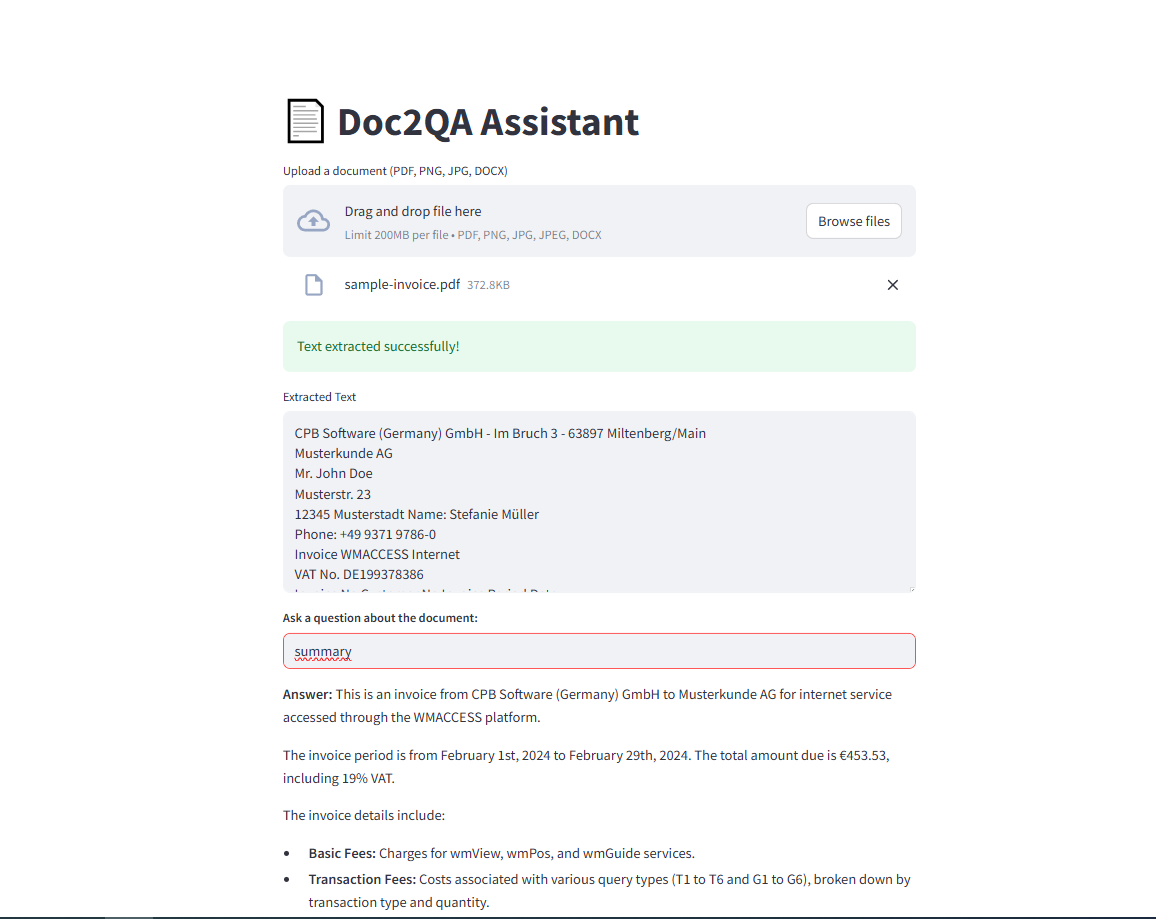 Doc2QA Assistant
Upload a document (PDF, PNG, JPG, DOCX)
Drag and drop file here
Limit 200MB per file • PDF, PNG, JPG, JPEG, DOCX
Browse files
sample-invoice.pdf 372.8KB
Text extracted successfully!
Extracted Text
CPB Software (Germany) GmbH - Im Bruch 3 - 63897 Miltenberg/Main
Musterkunde AG
Mr. John Doe
Musterstr. 23
12345 Musterstadt Name: Stefanie Müller
Phone: +49 9371 9786-0
Invoice WMACCESS Internet
VAT No. DE199378386
Ask a question about the document:
summary
Answer: This is an invoice from CPB Software (Germany) GmbH to Musterkunde AG for internet service
accessed through the WMACCESS platform.
The invoice period is from February 1st, 2024 to February 29th, 2024. The total amount due is €453.53,
including 19% VAT.
The invoice details include:
• Basic Fees: Charges for wmView, wmPos, and wmGuide services.
• Transaction Fees: Costs associated with various query types (T1 to T6 and G1 to G6), broken down by
transaction type and quantity.